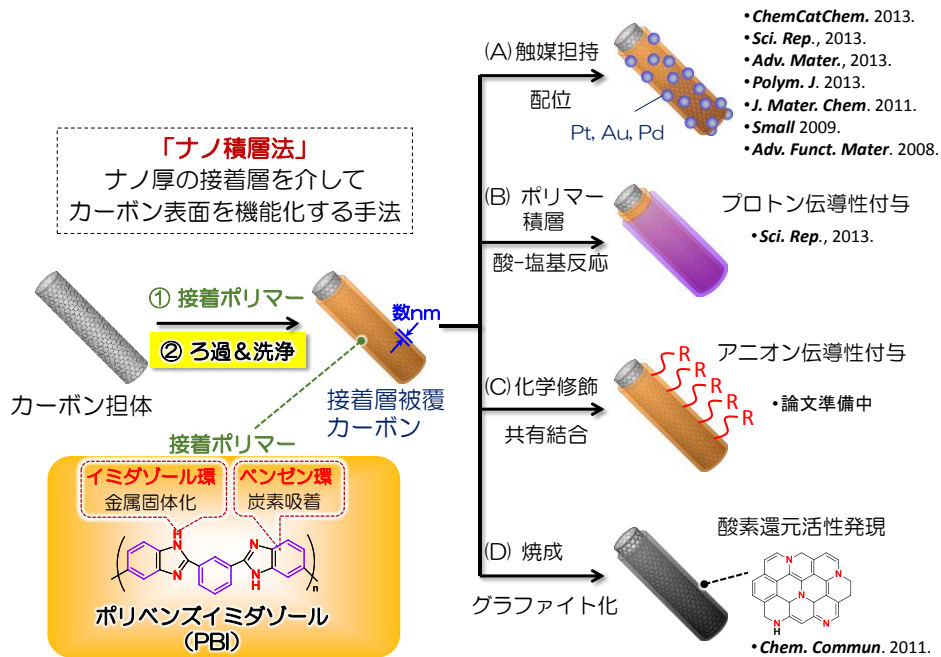 「ナノ積層法」
ナノ厚の接着層を介して
カーボン表面を機能化する手法
カーボン担体
① 接着ポリマー
② ろ過&洗浄
数nm
接着層被覆
カーボン
接着ポリマー
イミダゾール環
金属固体化
ベンゼン環
炭素吸着
H
N
N
N
N
H
n
ポリベンズイミダゾール
(PBI)
(A) 触媒担持
配位
Pt, Au, Pd
•ChemCatChem. 2013.
•Sci. Rep., 2013.
•Adv. Mater., 2013.
•Polym. J. 2013.
•J. Mater. Chem. 2011.
•Small 2009.
•Adv. Funct. Mater. 2008.
(B) ポリマー
積層
酸-塩基反応
プロトン伝導性付与
•Sci. Rep., 2013.
(C) 化学修飾
共有結合
R
R
R
R
R
アニオン伝導性付与
•論文準備中
(D) 焼成
グラファイト化
酸素還元活性発現
N
N
N
N
H
N
•Chem. Commun. 2011.